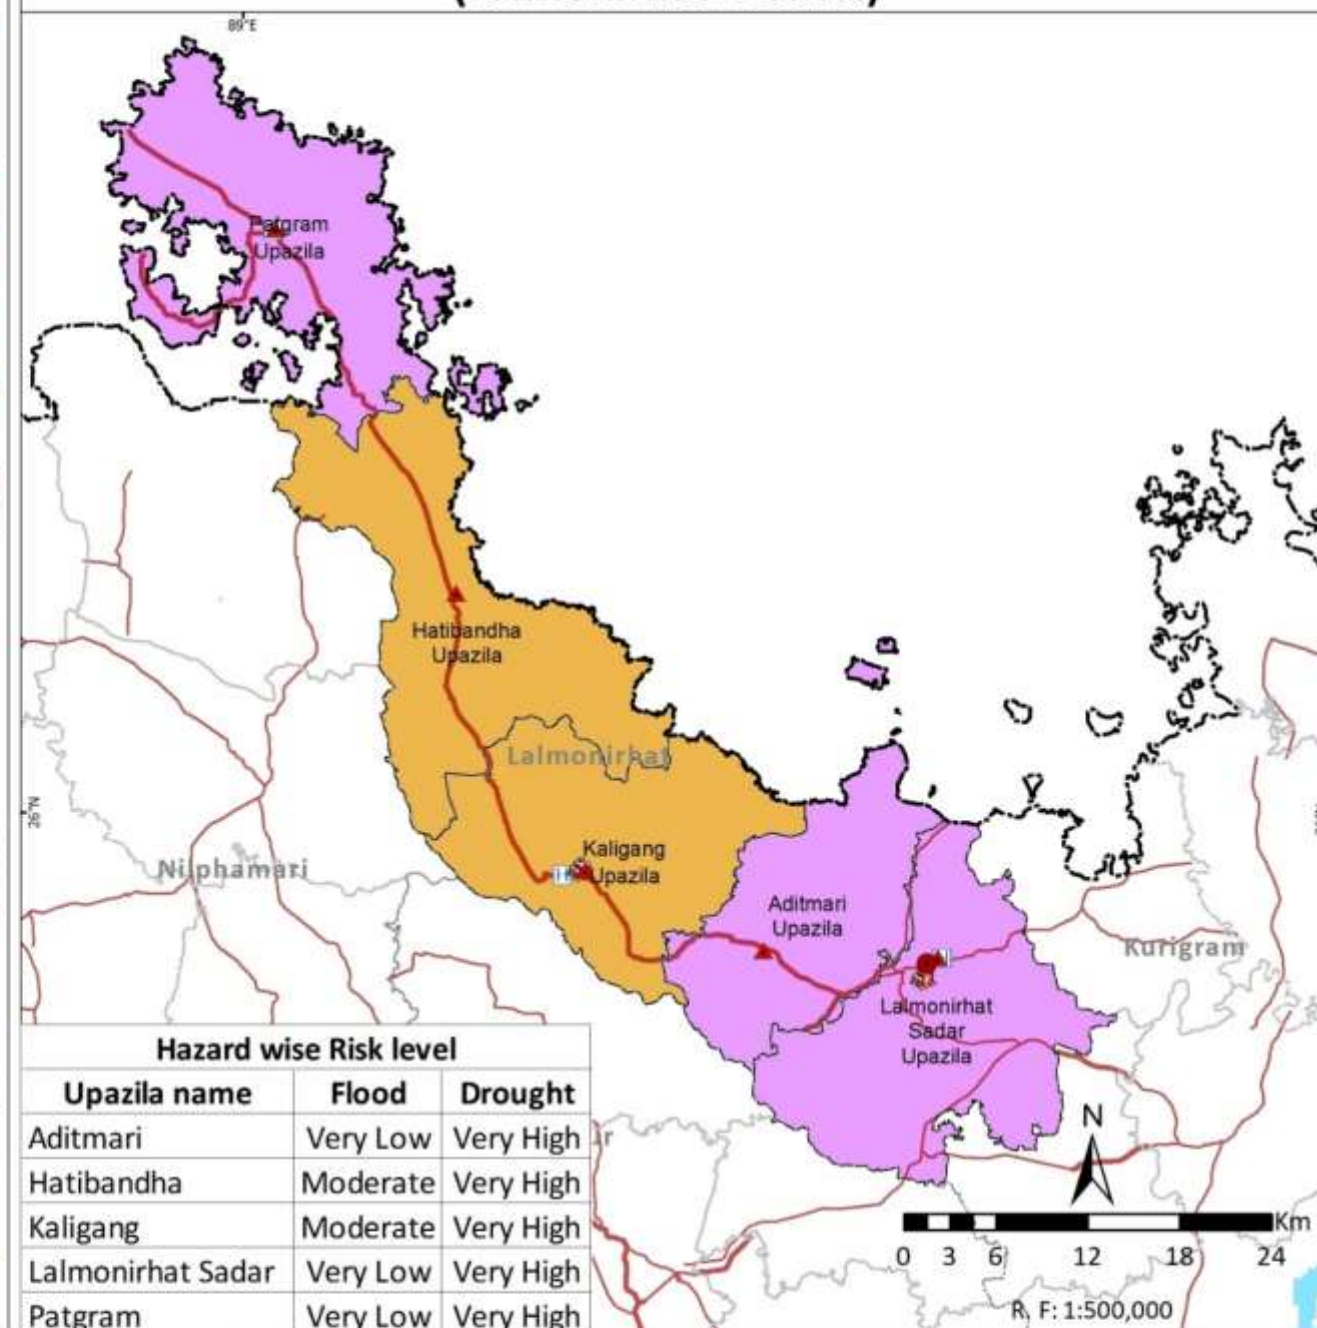 89°E
Patgram
Upazila
Hatibandha
Upazila
Lalmonirhat
26°N
Kaligang
Upazila
Nilphamari
Aditmari
Upazila
Kurigram
Lalmonirhat
Sadar
Upazila
Hazard wise Risk level
Upazila name Flood Drought
Aditmari Very Low Very High
Hatibandha Moderate Very High
Kaligang Moderate Very High
Lalmonirhat Sadar Very Low Very High
Patgram Very Low Very High
N
Km
0 3 6 12 18 24
R. F: 1:500,000